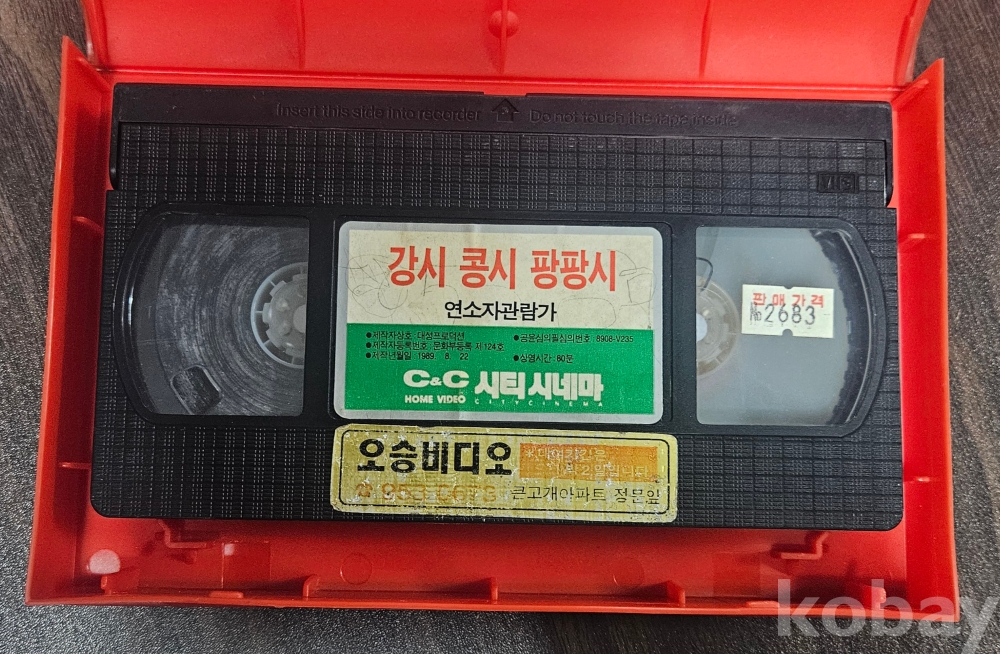 Insert this side into recorder Do not touch the tape inside
강시 콩시 팡팡시
연소자관람가
●제작자상호: 대성프로덕션 ●공윤심의필심의번호: 8908-V235
●제작자등록번호: 문화부등록 제124호
●저작년월일: 1989. 8. 22 ●상영시간: 60분
C&C 시티 시네마
HOME VIDEO CITYCINEMA
판매가격
№2683
오승비디오
큰고개아파트 정문앞
kobay